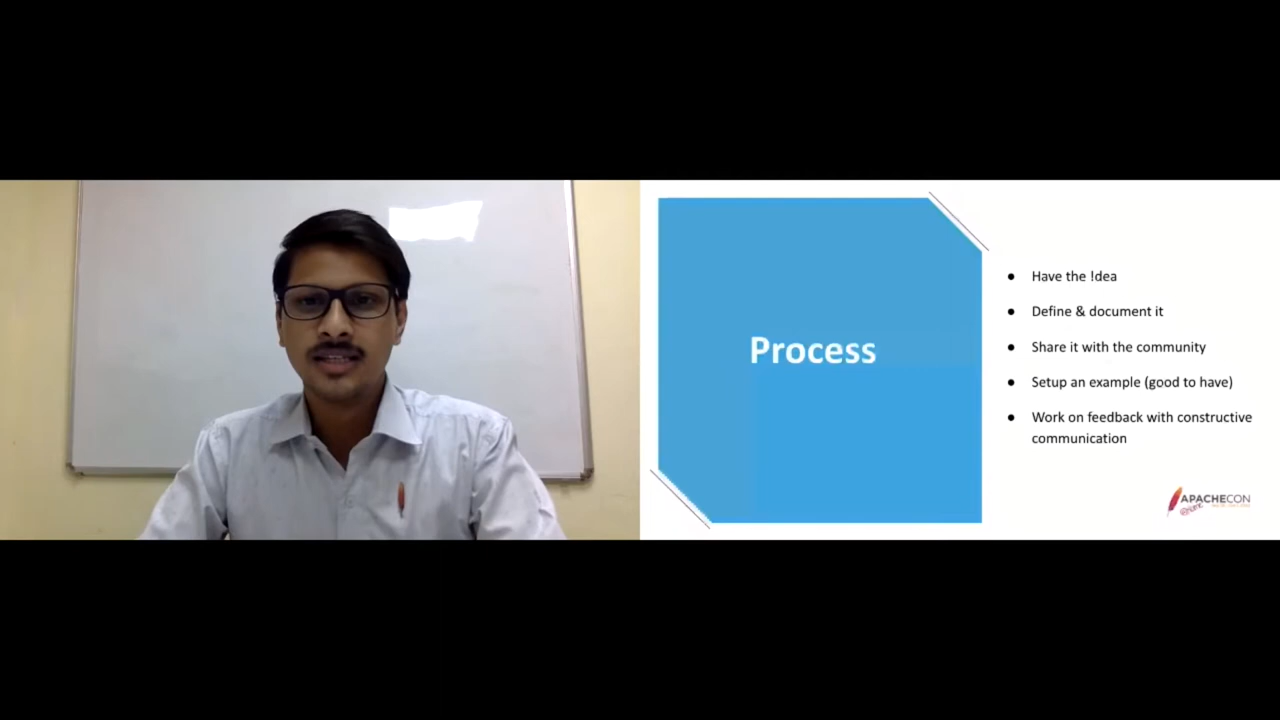 Process
● Have the !dea
● Define & document it
● Share it with the community
● Setup an example (good to have)
● Work on feedback with constructive
communication
APACHECON
@Home